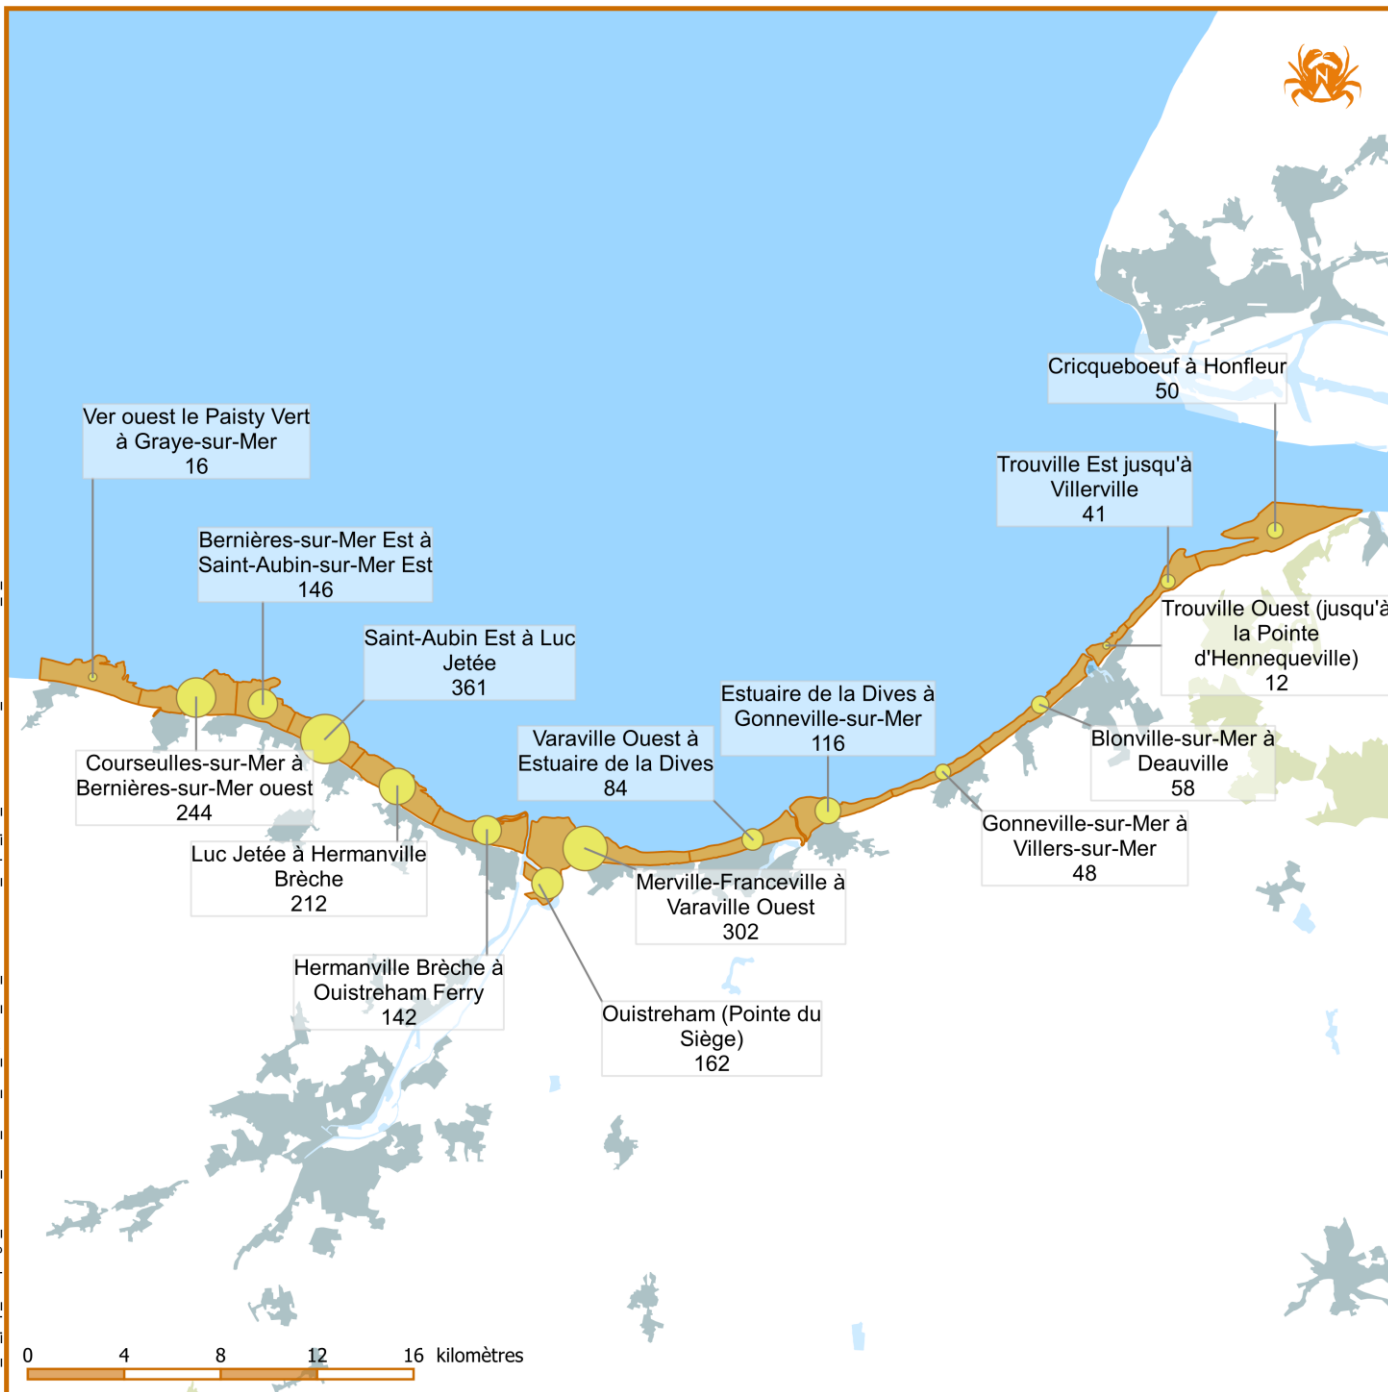 N
Cricqueboeuf à Honfleur
50
Ver ouest le Paisty Vert
à Graye-sur-Mer
16
Trouville Est jusqu'à
Villerville
41
Bernières-sur-Mer Est à
Saint-Aubin-sur-Mer Est
146
Trouville Ouest (jusqu'à
la Pointe
d'Hennequeville)
12
Saint-Aubin Est à Luc
Jetée
361
Estuaire de la Dives à
Gonneville-sur-Mer
116
Varaville Ouest à
Estuaire de la Dives
84
Blonville-sur-Mer à
Deauville
58
Courseulles-sur-Mer à
Bernières-sur-Mer ouest
244
Gonneville-sur-Mer à
Villers-sur-Mer
48
Luc Jetée à Hermanville
Brèche
212
Merville-Franceville à
Varaville Ouest
302
Hermanville Brèche à
Ouistreham Ferry
142
Ouistreham (Pointe du
Siège)
162
0 4 8 12 16 kilomètres